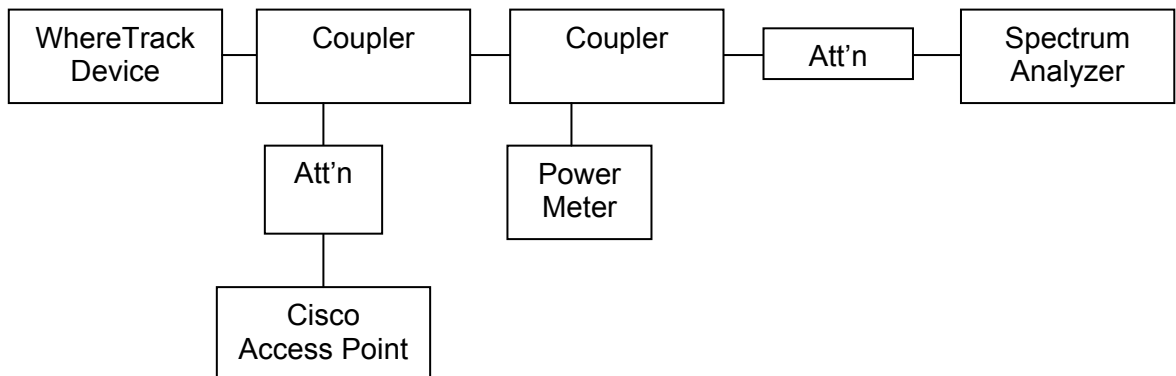 WhereTrack
Device
Coupler
Coupler
Att’n
Spectrum
Analyzer
Att’n
Power
Meter
Cisco
Access Point